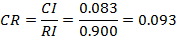 CR = CI/RI = 0.083/0.900 = 0.093